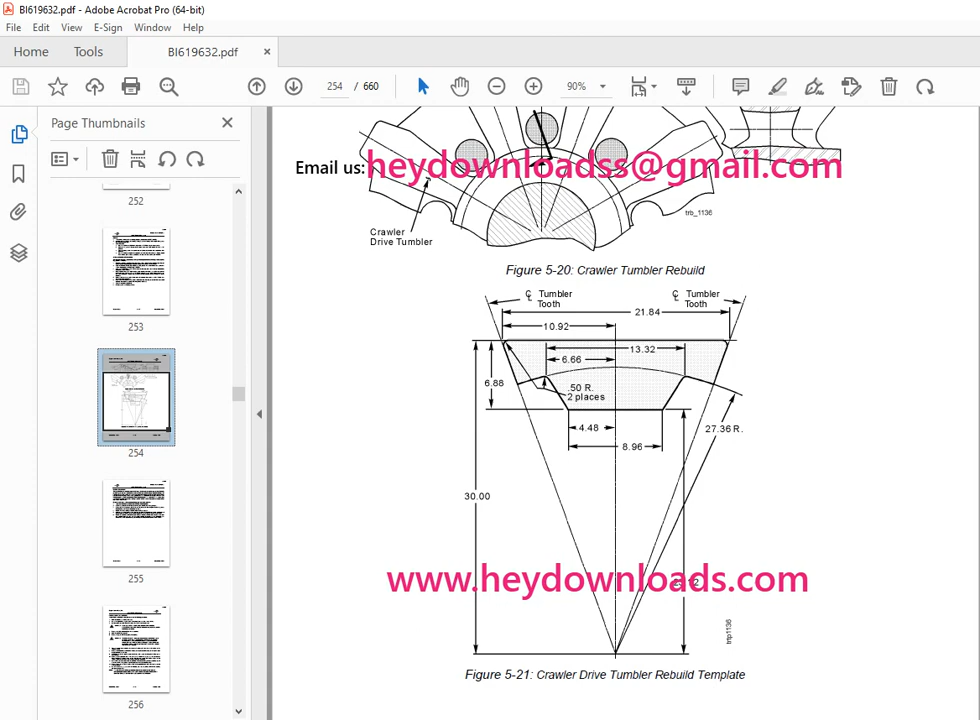 BI619632.pdf - Adobe Acrobat Pro (64-bit)
File Edit View E-Sign Window Help
Home Tools BI619632.pdf ×
254 / 660 90%
Page Thumbnails
252
253
254
255
256
Email us:heydownloadss@gmail.com
trb_1136
Crawler
Drive Tumbler
Figure 5-20: Crawler Tumbler Rebuild
℄ Tumbler
Tooth
℄ Tumbler
Tooth
21.84
10.92
13.32
6.66
6.88
.50 R.
2 places
4.48
27.36 R.
8.96
30.00
www.heydownloads.com
Figure 5-21: Crawler Drive Tumbler Rebuild Template